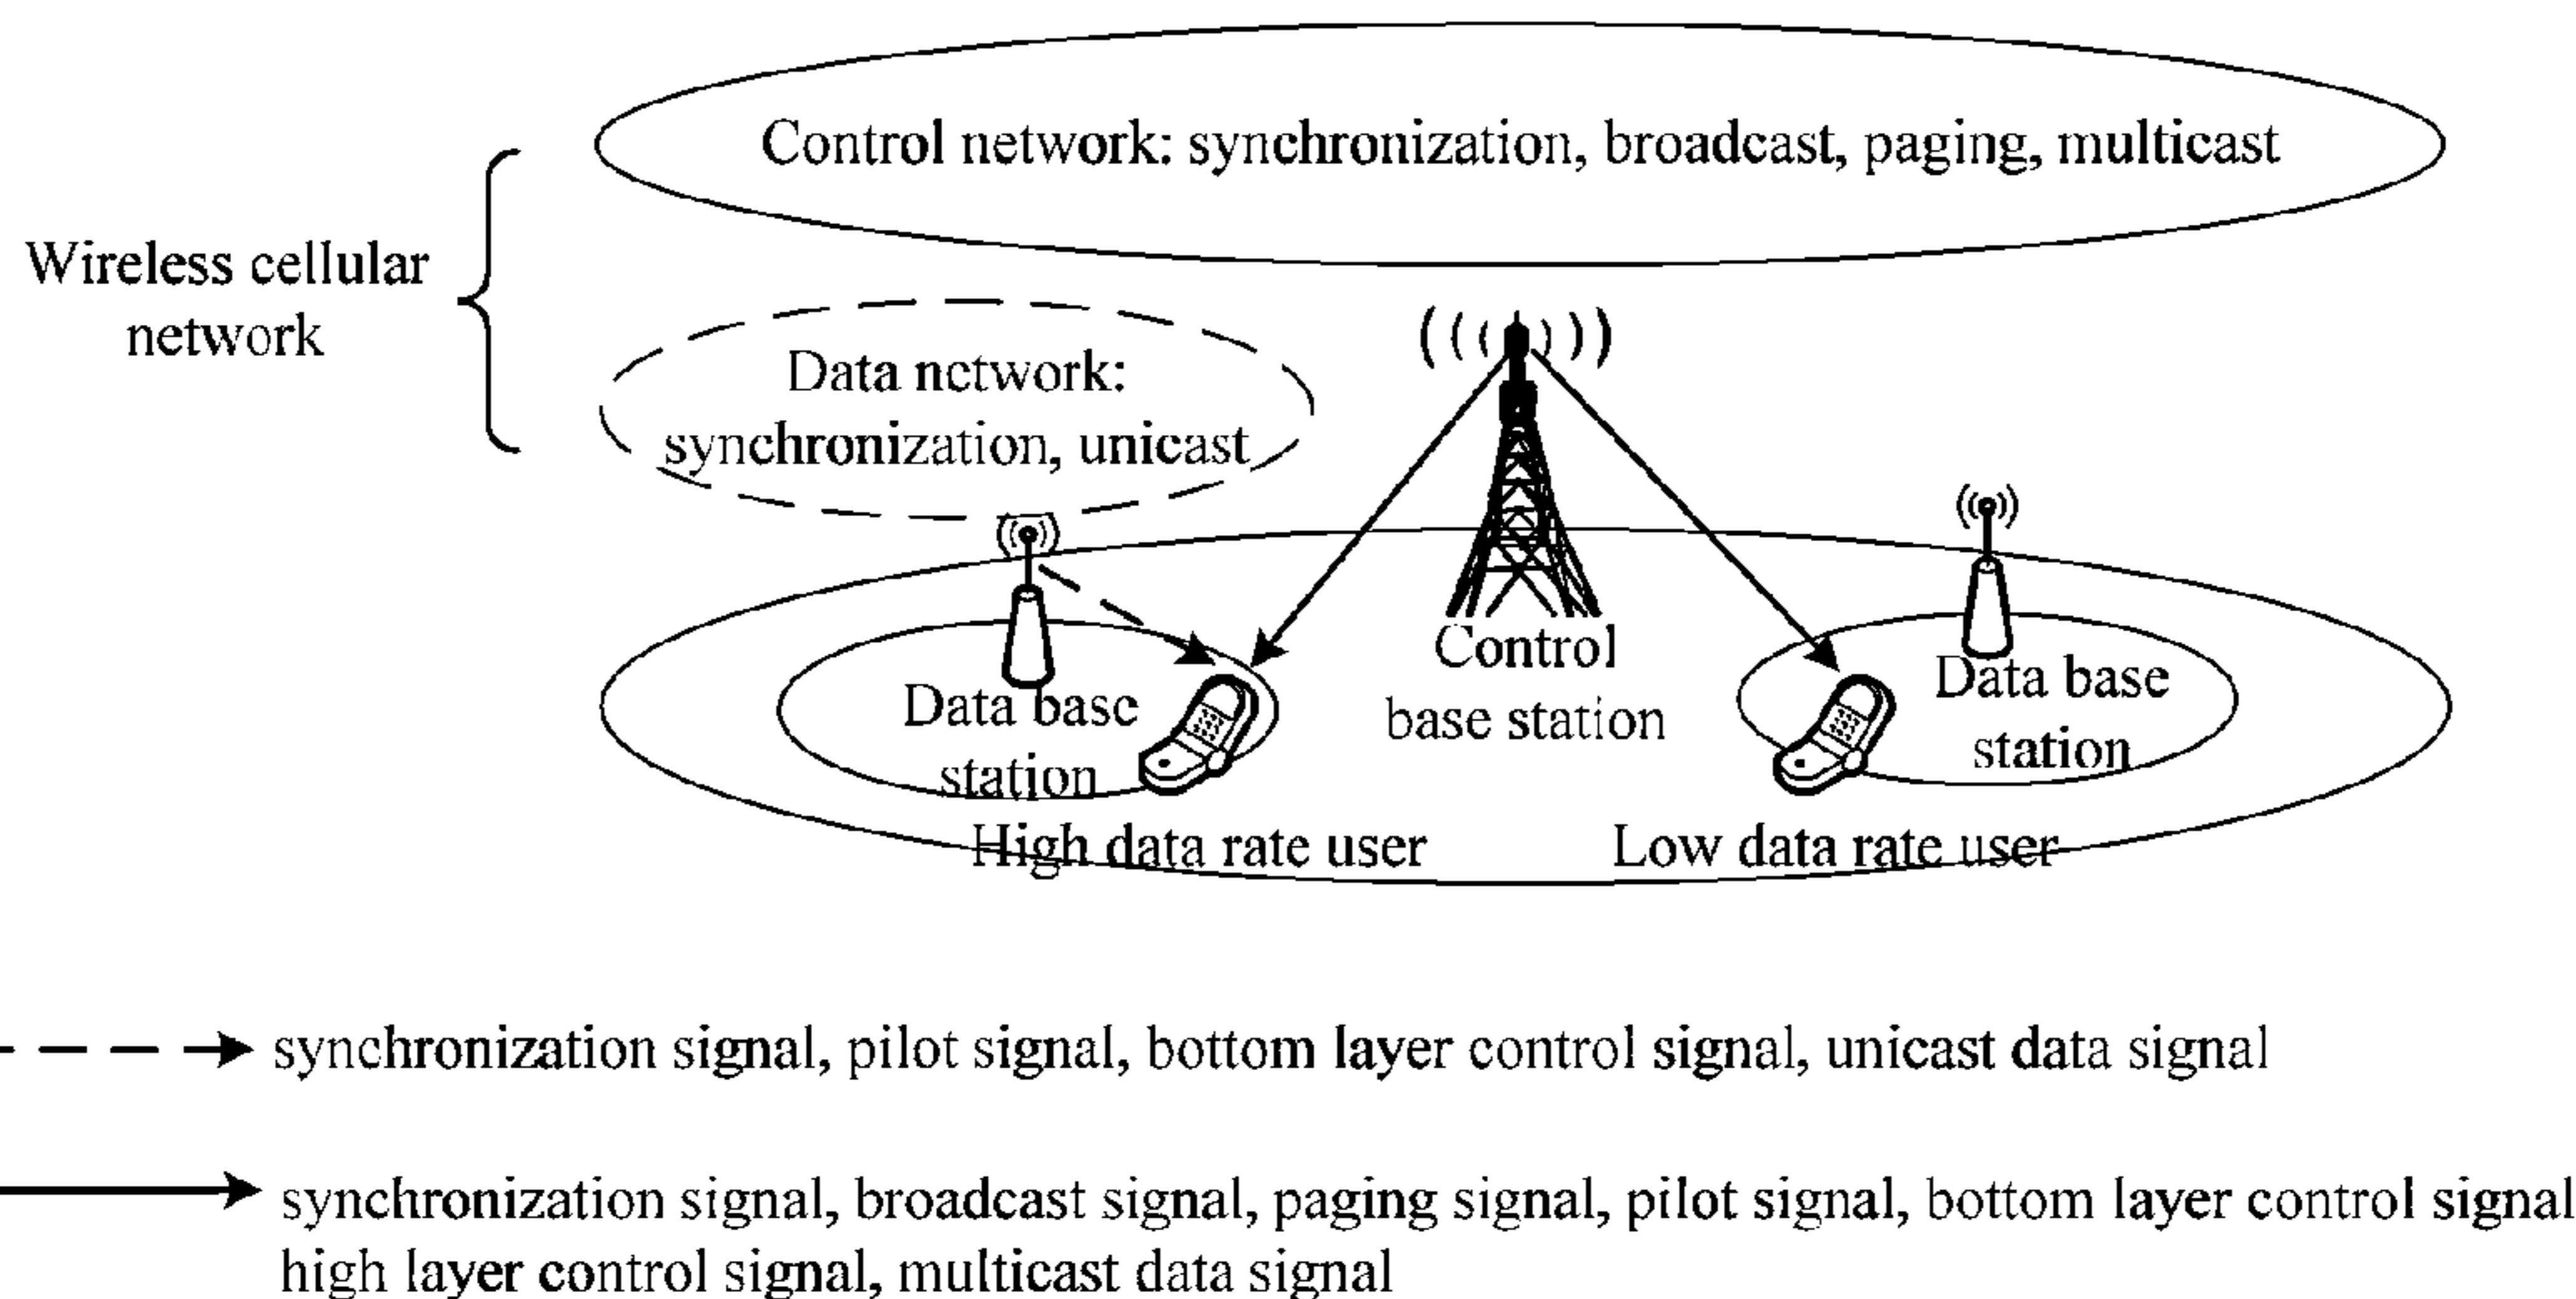 Control network: synchronization, broadcast, paging, multicast
Wireless cellular
network
Data network:
synchronization, unicast
Control
base station
Data base
station
Data base
station
High data rate user
Low data rate user
synchronization signal, pilot signal, bottom layer control signal, unicast data signal
synchronization signal, broadcast signal, paging signal, pilot signal, bottom layer control signal
high layer control signal, multicast data signal